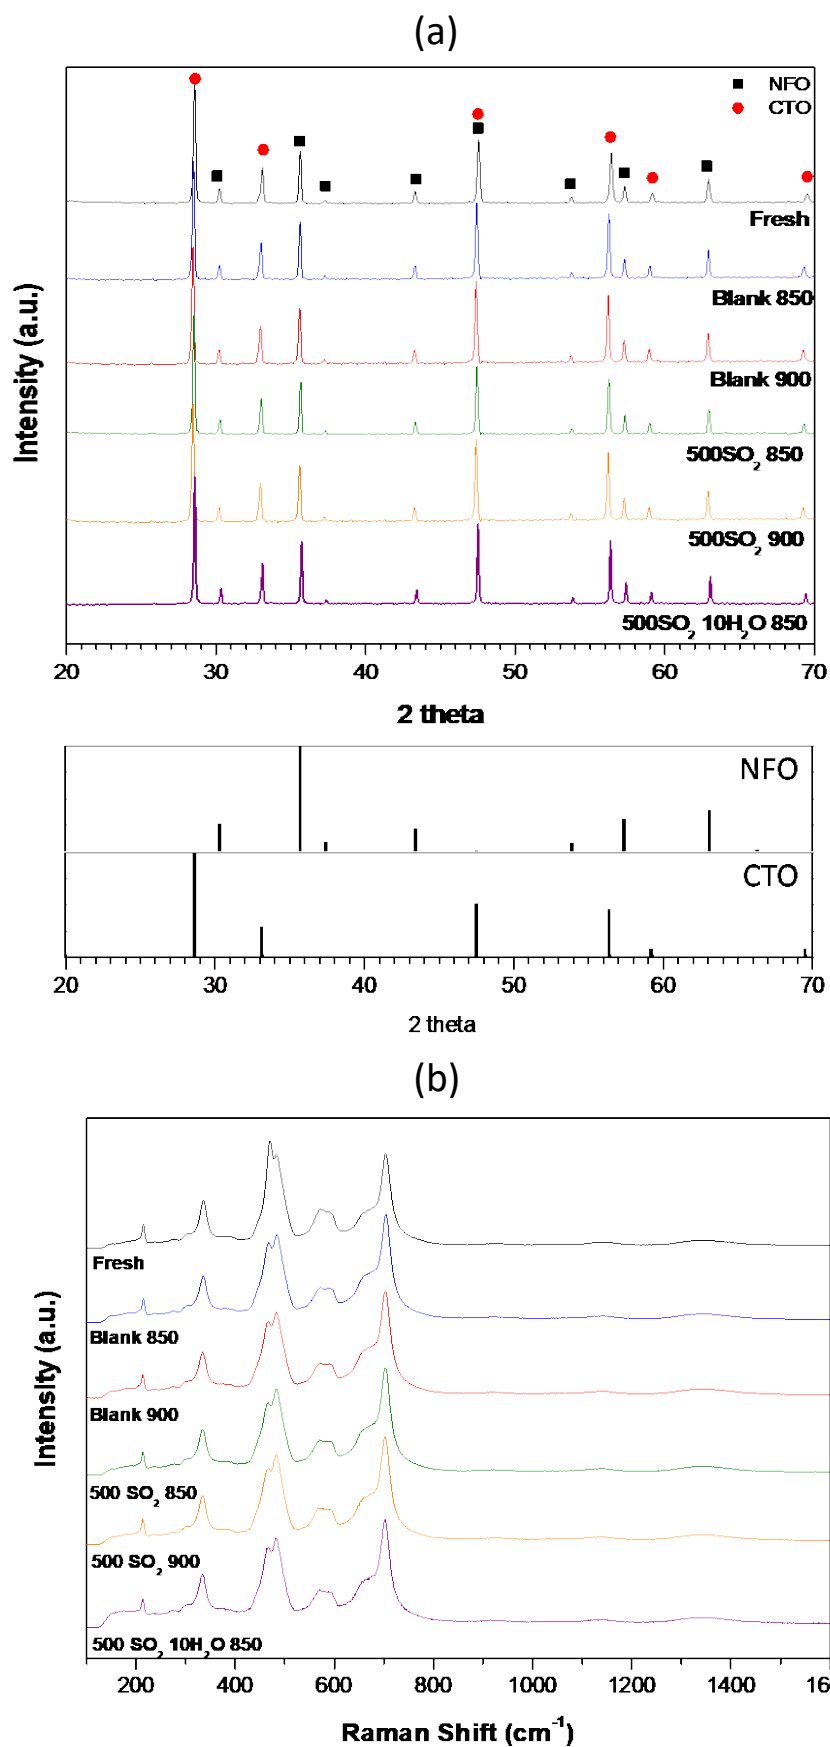 (a)
NFO
CTO
Fresh
Blank 850
Blank 900
500SO₂ 850
500SO₂ 900
500SO₂ 10H₂O 850
Intensity (a.u.)
20 30 40 50 60 70
2 theta
NFO
CTO
20 30 40 50 60 70
2 theta
(b)
Fresh
Blank 850
Blank 900
500 SO₂ 850
500 SO₂ 900
500 SO₂ 10H₂O 850
Intensity (a.u.)
200 400 600 800 1000 1200 1400 160
Raman Shift (cm⁻¹)